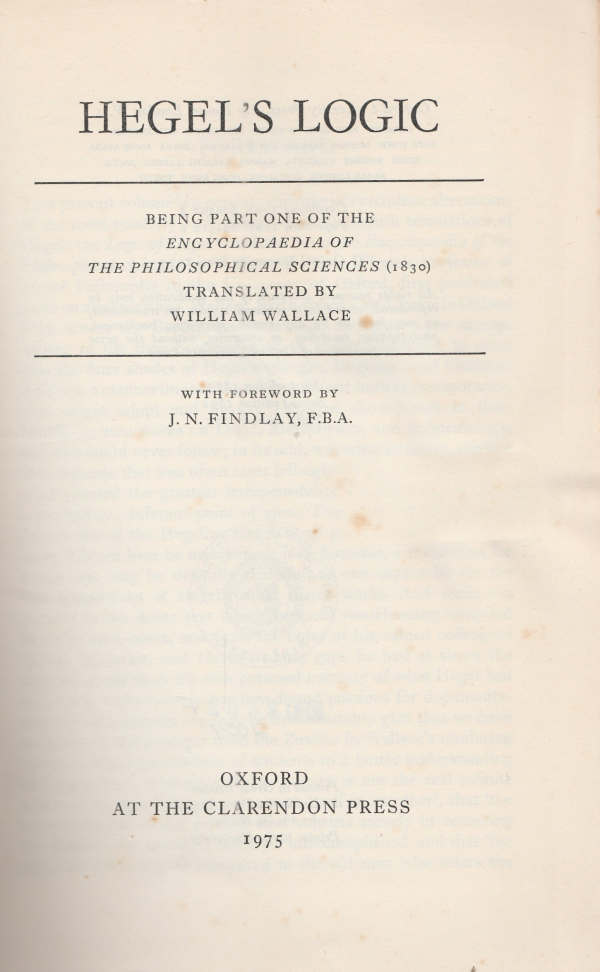 HEGEL'S LOGIC
BEING PART ONE OF THE
ENCYCLOPAEDIA OF
THE PHILOSOPHICAL SCIENCES (1830)
TRANSLATED BY
WILLIAM WALLACE
WITH FOREWORD BY
J. N. FINDLAY, F.B.A.
OXFORD
AT THE CLARENDON PRESS
1975